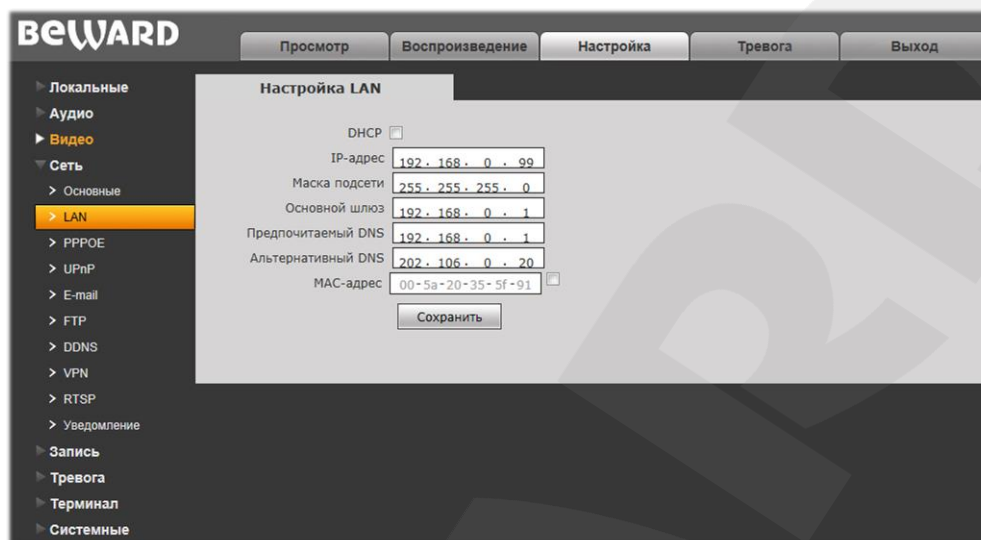 BEWARD
Просмотр
Воспроизведение
Настройка
Тревога
Выход
Локальные
Аудио
Видео
Сеть
Основные
LAN
PPPOE
UPnP
E-mail
FTP
DDNS
VPN
RTSP
Уведомление
Запись
Тревога
Терминал
Системные
Настройка LAN
DHCP
IP-адрес 192. 168. 0 . 99
Маска подсети 255. 255. 255. 0
Основной шлюз 192. 168. 0 . 1
Предпочитаемый DNS 192. 168. 0 . 1
Альтернативный DNS 202. 106. 0 . 20
MAC-адрес 00-5a-20-35-5f-91
Сохранить